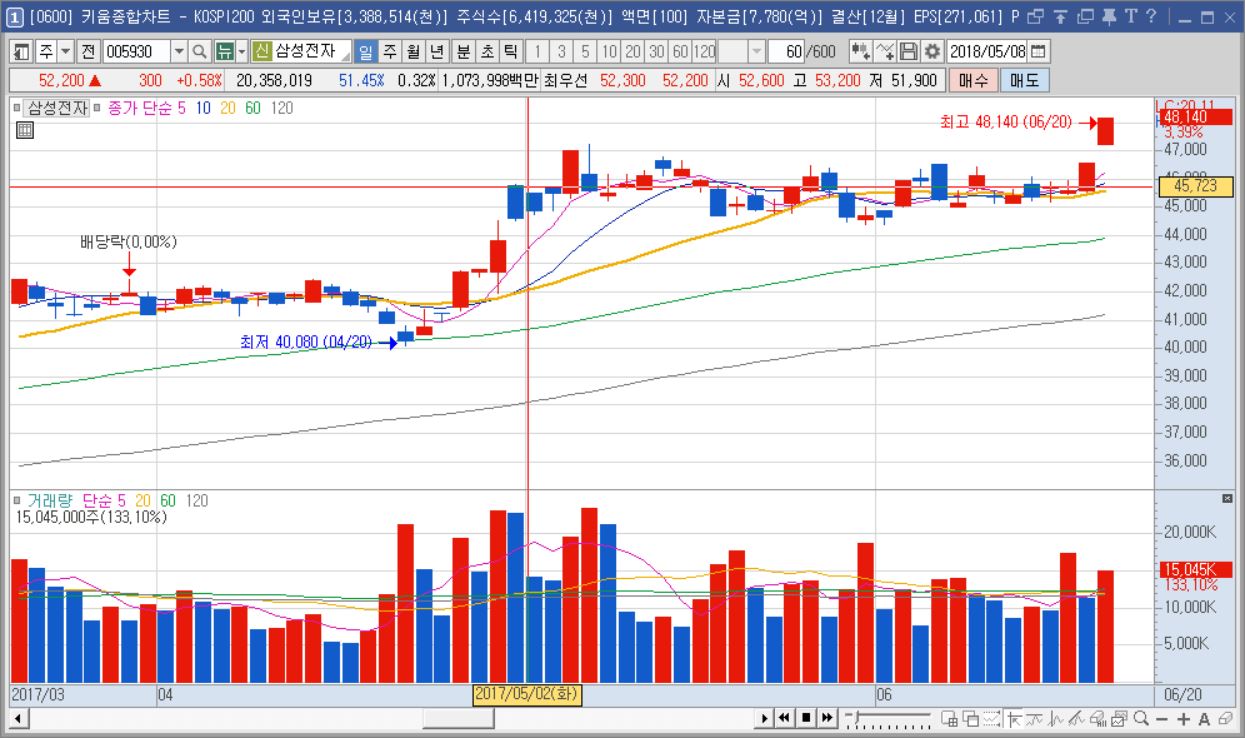 1 [0600] 키움종합차트 - KOSPI200 외국인보유[3,388,514(천)] 주식수[6,419,325(천)] 액면[100] 자본금[7,780(억)] 결산[12월] EPS[271,061] P T ?
주 전 005930 뉴 신 삼성전자 일 주 월 년 분 초 틱 1 3 5 10 20 30 60 120 60 /600 2018/05/08
52,200 ▲ 300 +0.58% 20,358,019 51.45% 0.32% 1,073,998백만 최우선 52,300 52,200 시 52,600 고 53,200 저 51,900 매수 매도
삼성전자 종가 단순 5 10 20 60 120
LC:20.11
최고 48,140 (06/20)
48,140
3.39%
47,000
45,723
45,000
배당락(0,00%)
44,000
43,000
42,000
41,000
최저 40,080 (04/20)
40,000
39,000
38,000
37,000
36,000
거래량 단순 5 20 60 120
15,045,000주(133,10%)
20,000K
15,045K
133,10%
10,000K
5,000K
2017/03 04 2017/05/02(화) 06 06/20
A